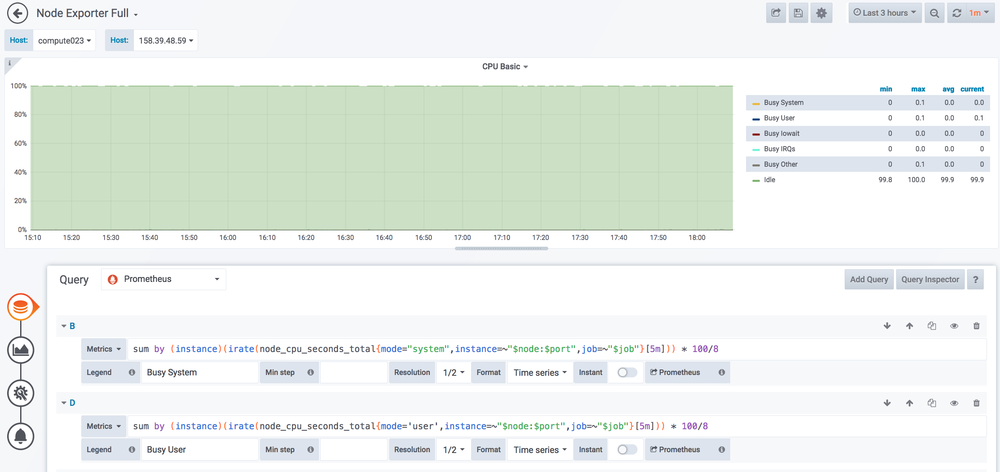 Node Exporter Full
Last 3 hours
1m
Host: compute023 Host: 158.39.48.59
i
CPU Basic
100%
80%
60%
40%
20%
0%
15:10 15:20 15:30 15:40 15:50 16:00 16:10 16:20 16:30 16:40 16:50 17:00 17:10 17:20 17:30 17:40 17:50 18:00
min max avg current
Busy System 0 0.1 0.0 0.0
Busy User 0 0.1 0.0 0.1
Busy Iowait 0 0.0 0.0 0
Busy IRQs 0 0.0 0.0 0
Busy Other 0 0.1 0.0 0
Idle 99.8 100.0 99.9 99.9
Query Prometheus Add Query Query Inspector ?
B
Metrics sum by (instance)(irate(node_cpu_seconds_total{mode="system",instance=~"$node:$port",job=~"$job"}[5m])) * 100/8
Legend Busy System Min step Resolution 1/2 Format Time series Instant Prometheus
D
Metrics sum by (instance)(irate(node_cpu_seconds_total{mode='user',instance=~"$node:$port",job=~"$job"}[5m])) * 100/8
Legend Busy User Min step Resolution 1/2 Format Time series Instant Prometheus